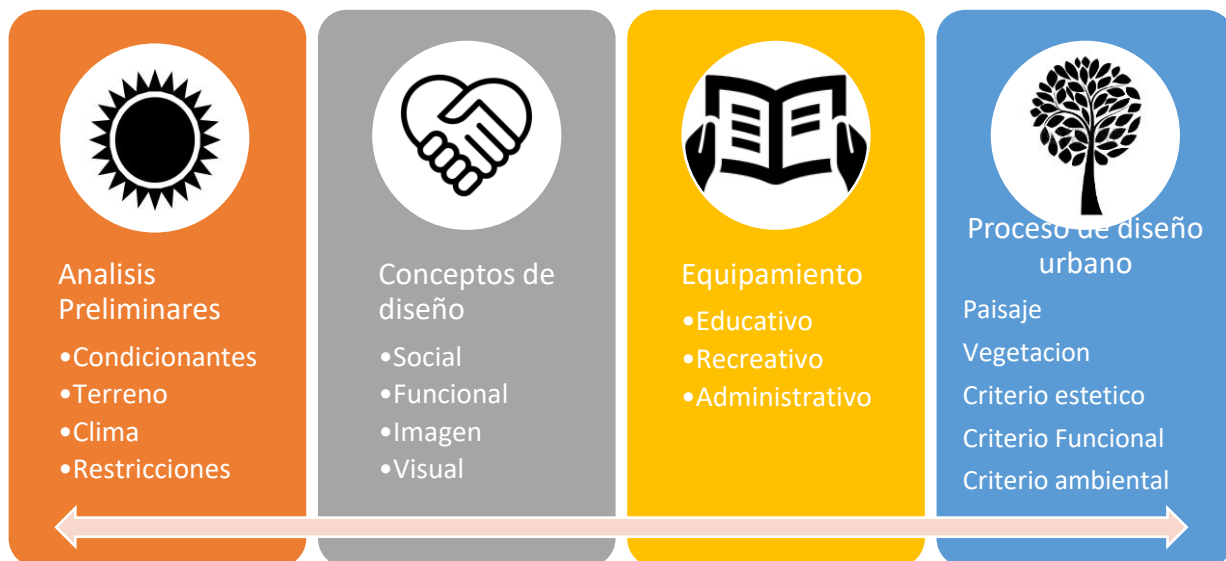 Analisis
Preliminares
•Condicionantes
•Terreno
•Clima
•Restricciones
Conceptos de
diseño
•Social
•Funcional
•Imagen
•Visual
Equipamiento
•Educativo
•Recreativo
•Administrativo
Proceso de diseño
urbano
Paisaje
Vegetacion
Criterio estetico
Criterio Funcional
Criterio ambiental